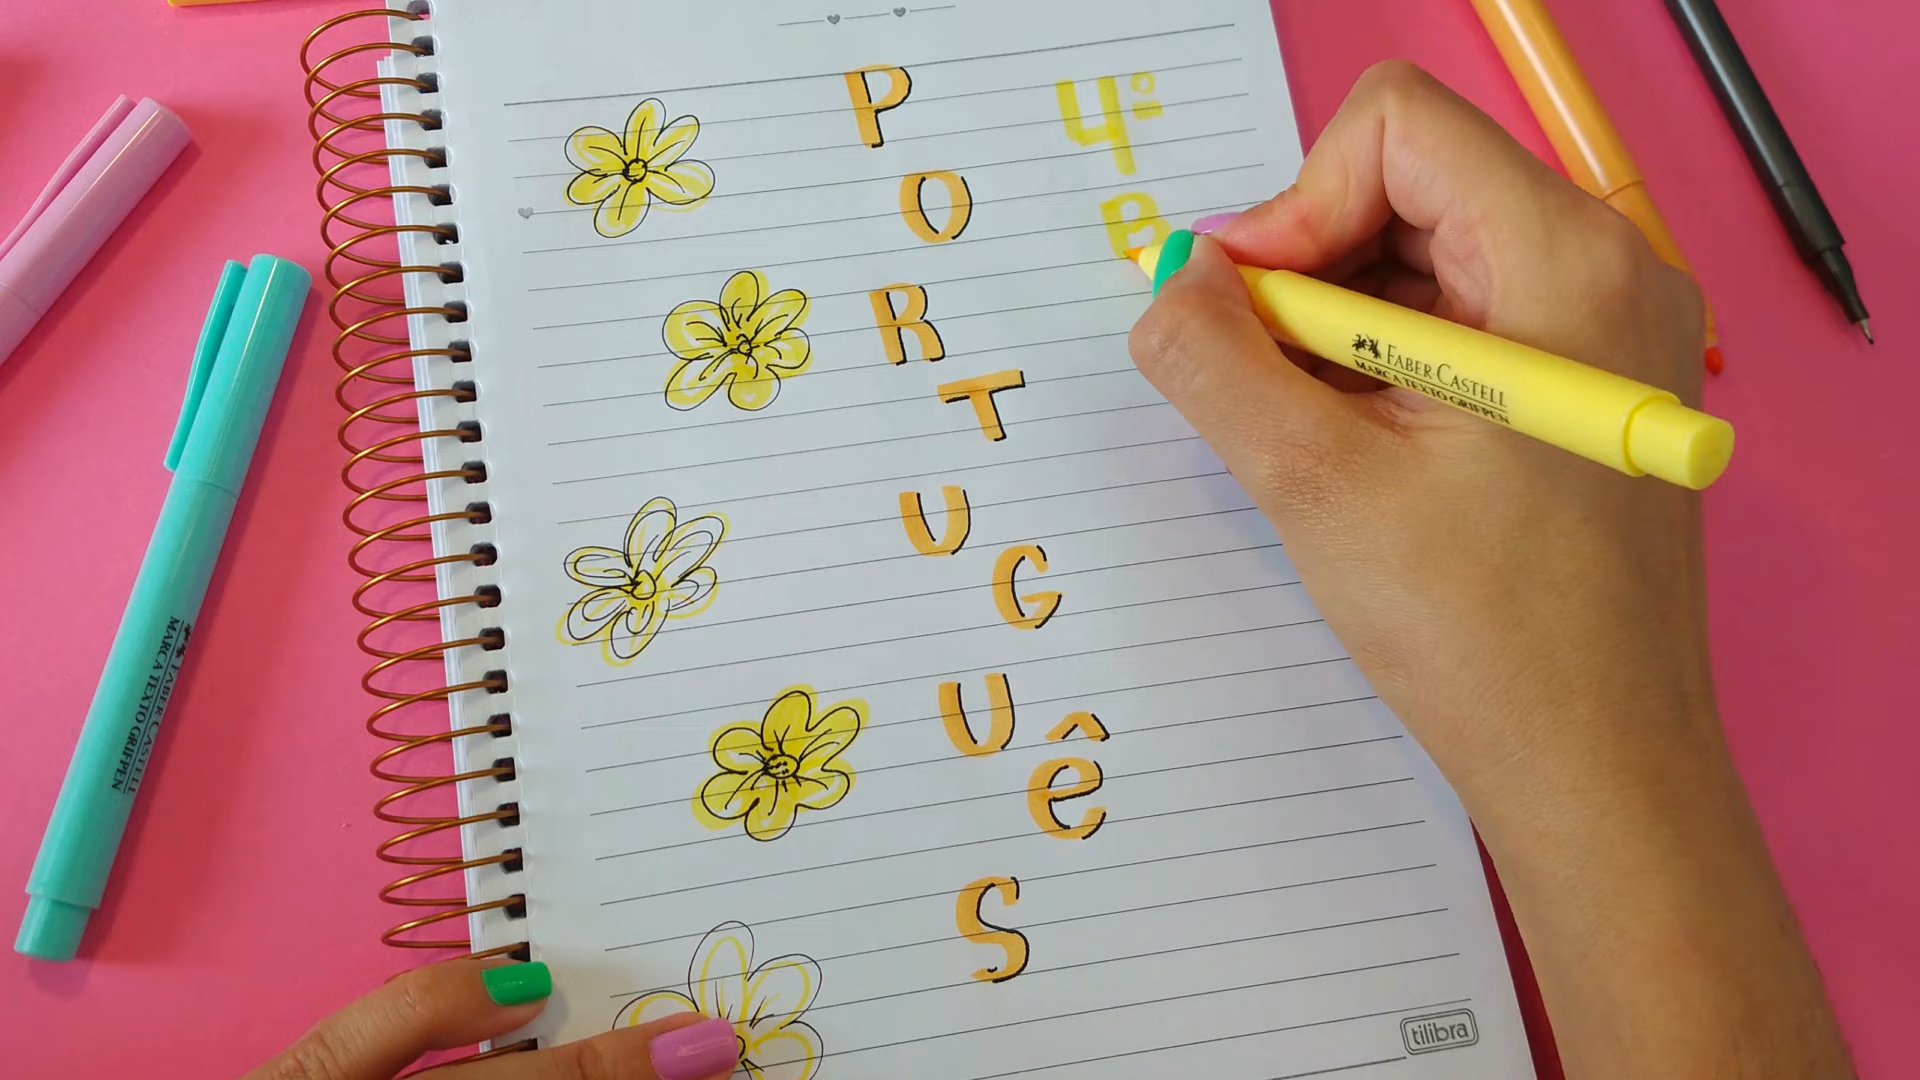 PORTUGUêS
4º
B
FABER-CASTELL
MARCA TEXTO GRIFPEN
FABER-CASTELL
MARCA TEXTO GRIFPEN
tilibra